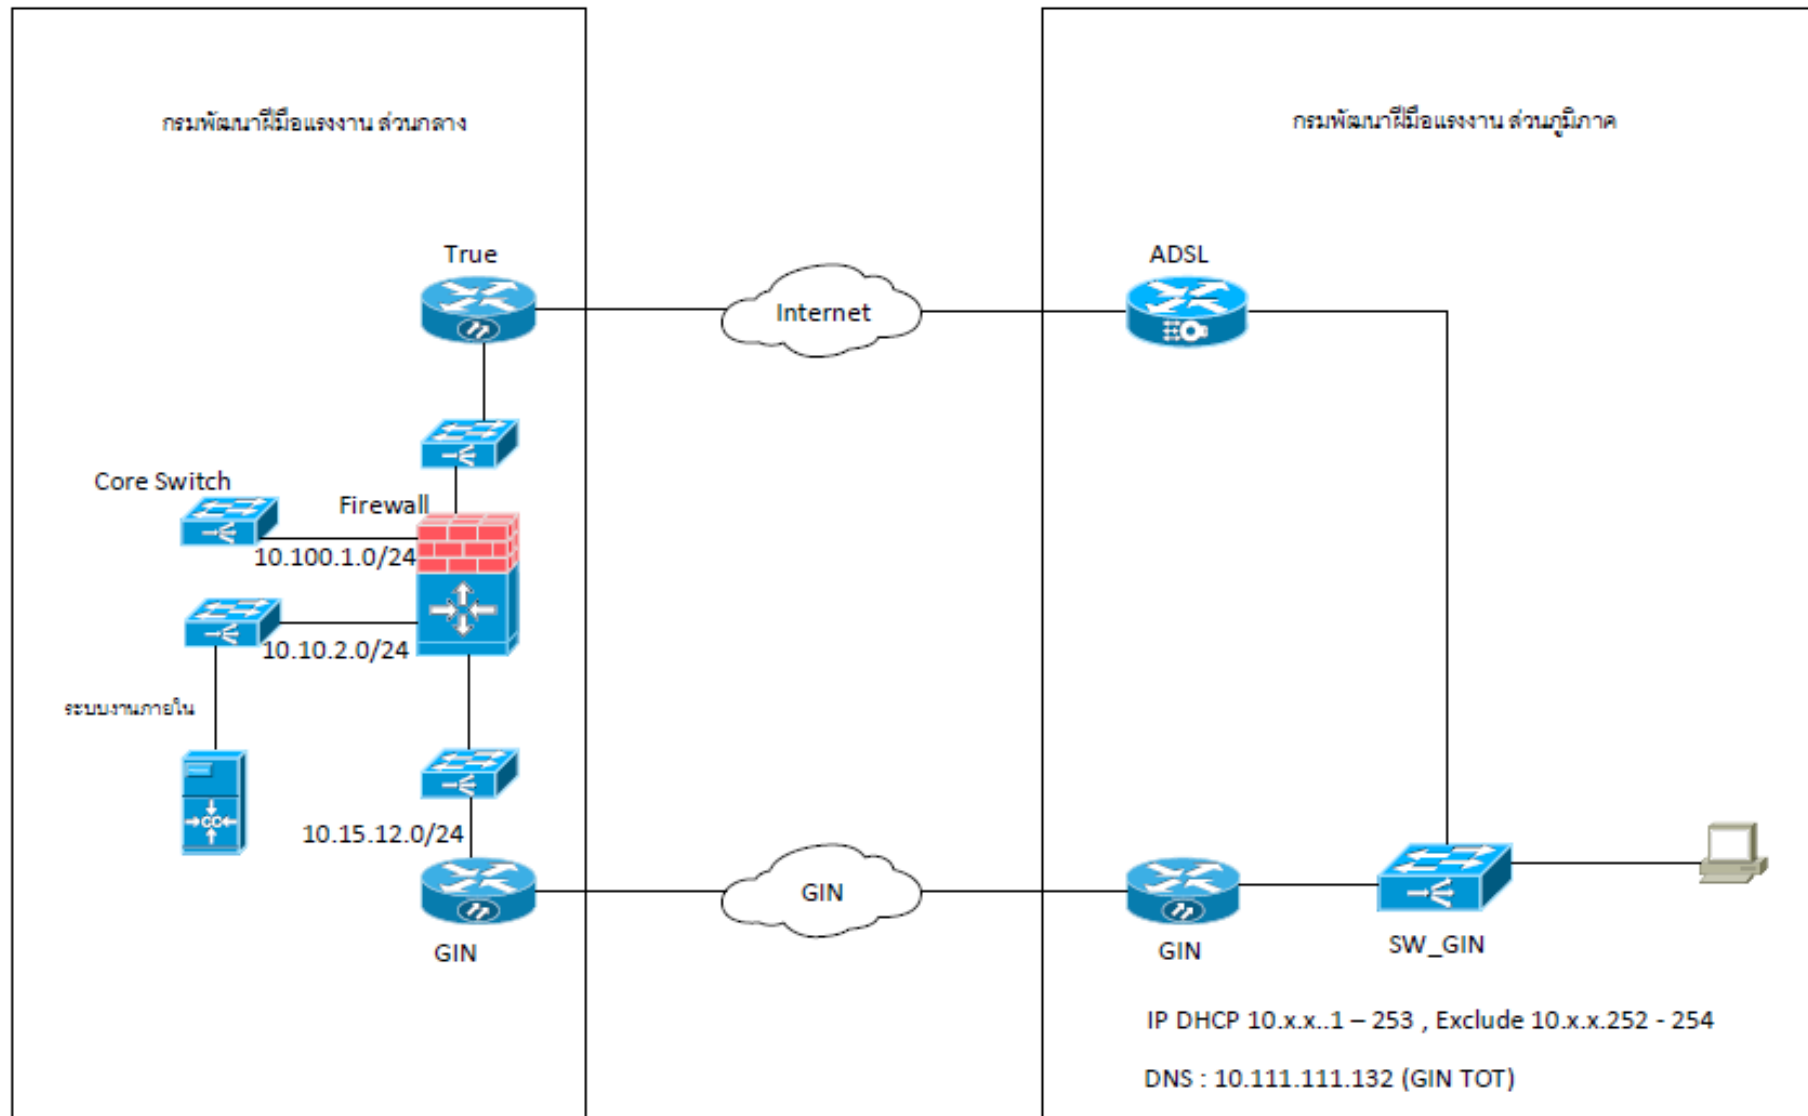 กรมพัฒนาฝีมือแรงงาน ส่วนกลาง
กรมพัฒนาฝีมือแรงงาน ส่วนภูมิภาค
True
Internet
ADSL
Core Switch
Firewall
10.100.1.0/24
10.10.2.0/24
ระบบงานภายใน
10.15.12.0/24
GIN
GIN
GIN
SW_GIN
IP DHCP 10.x.x..1 – 253 , Exclude 10.x.x.252 - 254
DNS : 10.111.111.132 (GIN TOT)